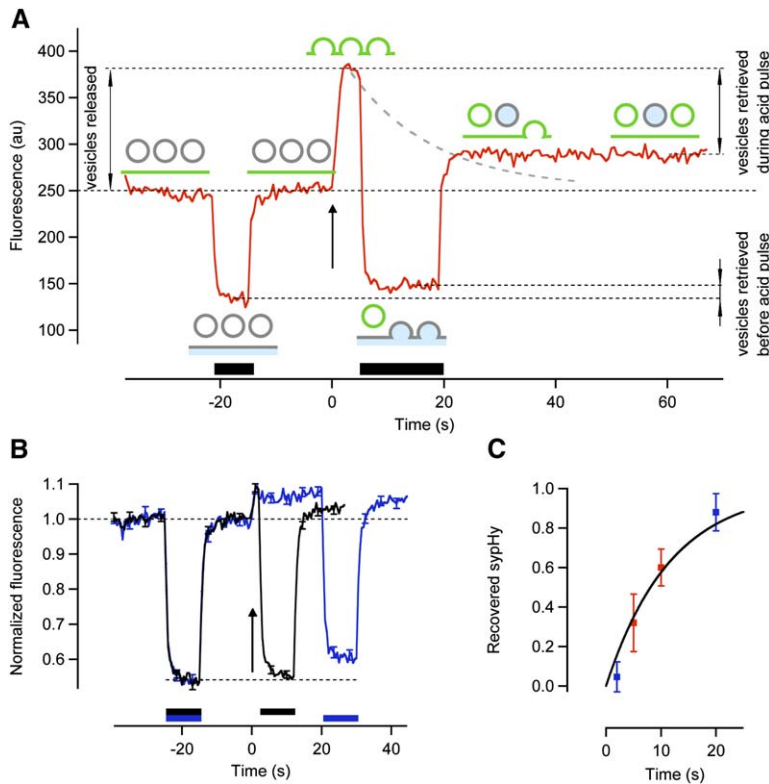 A
400
350
300
250
200
150
100
Fluorescence (au)
vesicles released
vesicles retrieved
during acid pulse
vesicles retrieved
before acid pulse
-20
0
20
40
60
Time (s)
B
1.1
1.0
0.9
0.8
0.7
0.6
Normalized fluorescence
-20
0
20
40
Time (s)
C
1.0
0.8
0.6
0.4
0.2
0.0
Recovered sypHy
0
10
20
Time (s)